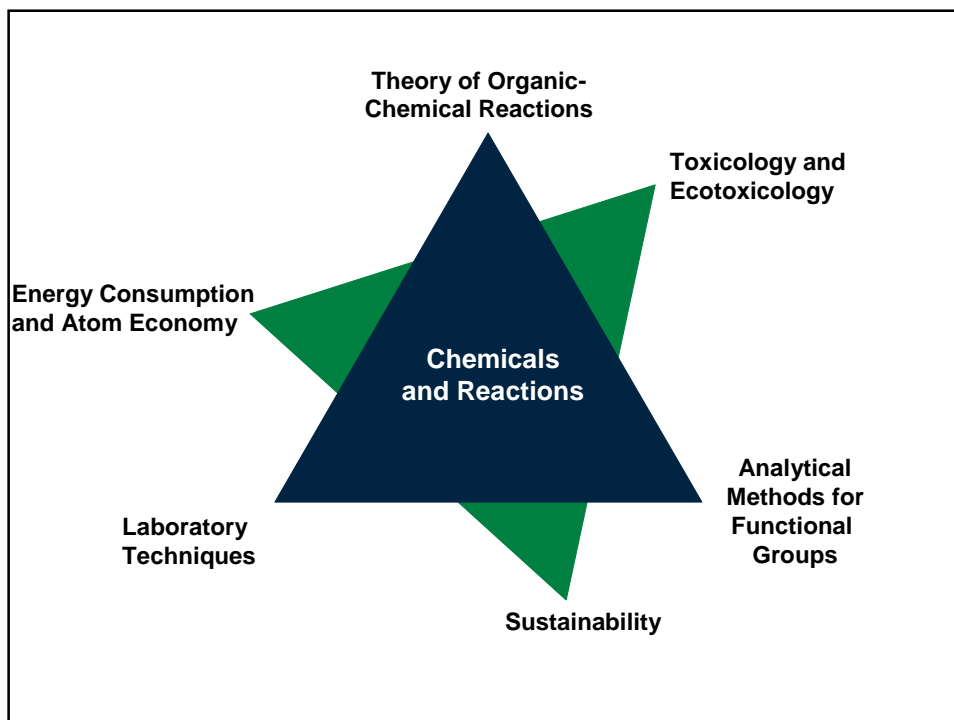 Theory of Organic-
Chemical Reactions
Toxicology and
Ecotoxicology
Energy Consumption
and Atom Economy
Chemicals
and Reactions
Analytical
Methods for
Functional
Groups
Laboratory
Techniques
Sustainability